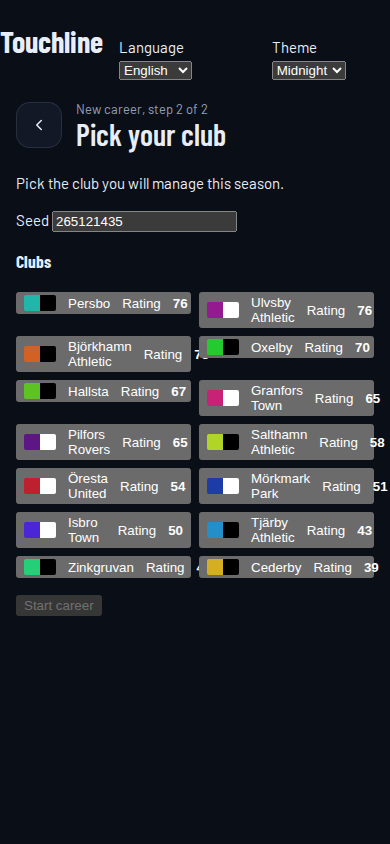 Touchline
Language
Theme
English
Midnight
New career, step 2 of 2
Pick your club
Pick the club you will manage this season.
Seed 265121435
Clubs
Persbo Rating 76
Ulvsby Athletic Rating 76
Björkhamn Athletic Rating
Oxelby Rating 70
Hallsta Rating 67
Granfors Town Rating 65
Pilfors Rovers Rating 65
Salthamn Athletic Rating 58
Öresta United Rating 54
Mörkmark Park Rating 51
Isbro Town Rating 50
Tjärby Athletic Rating 43
Zinkgruvan Rating
Cederby Rating 39
Start career